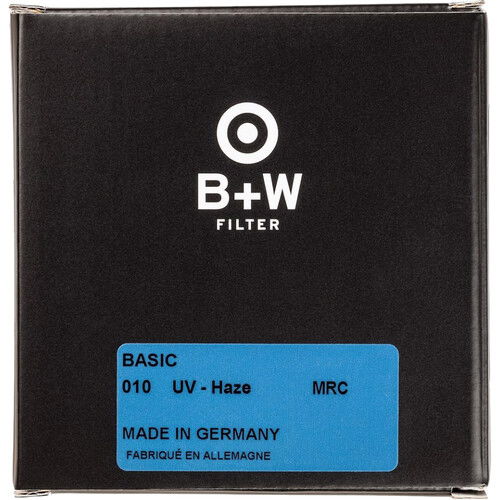 B+W
FILTER
BASIC
010 UV - Haze MRC
MADE IN GERMANY
FABRIQUÉ EN ALLEMAGNE